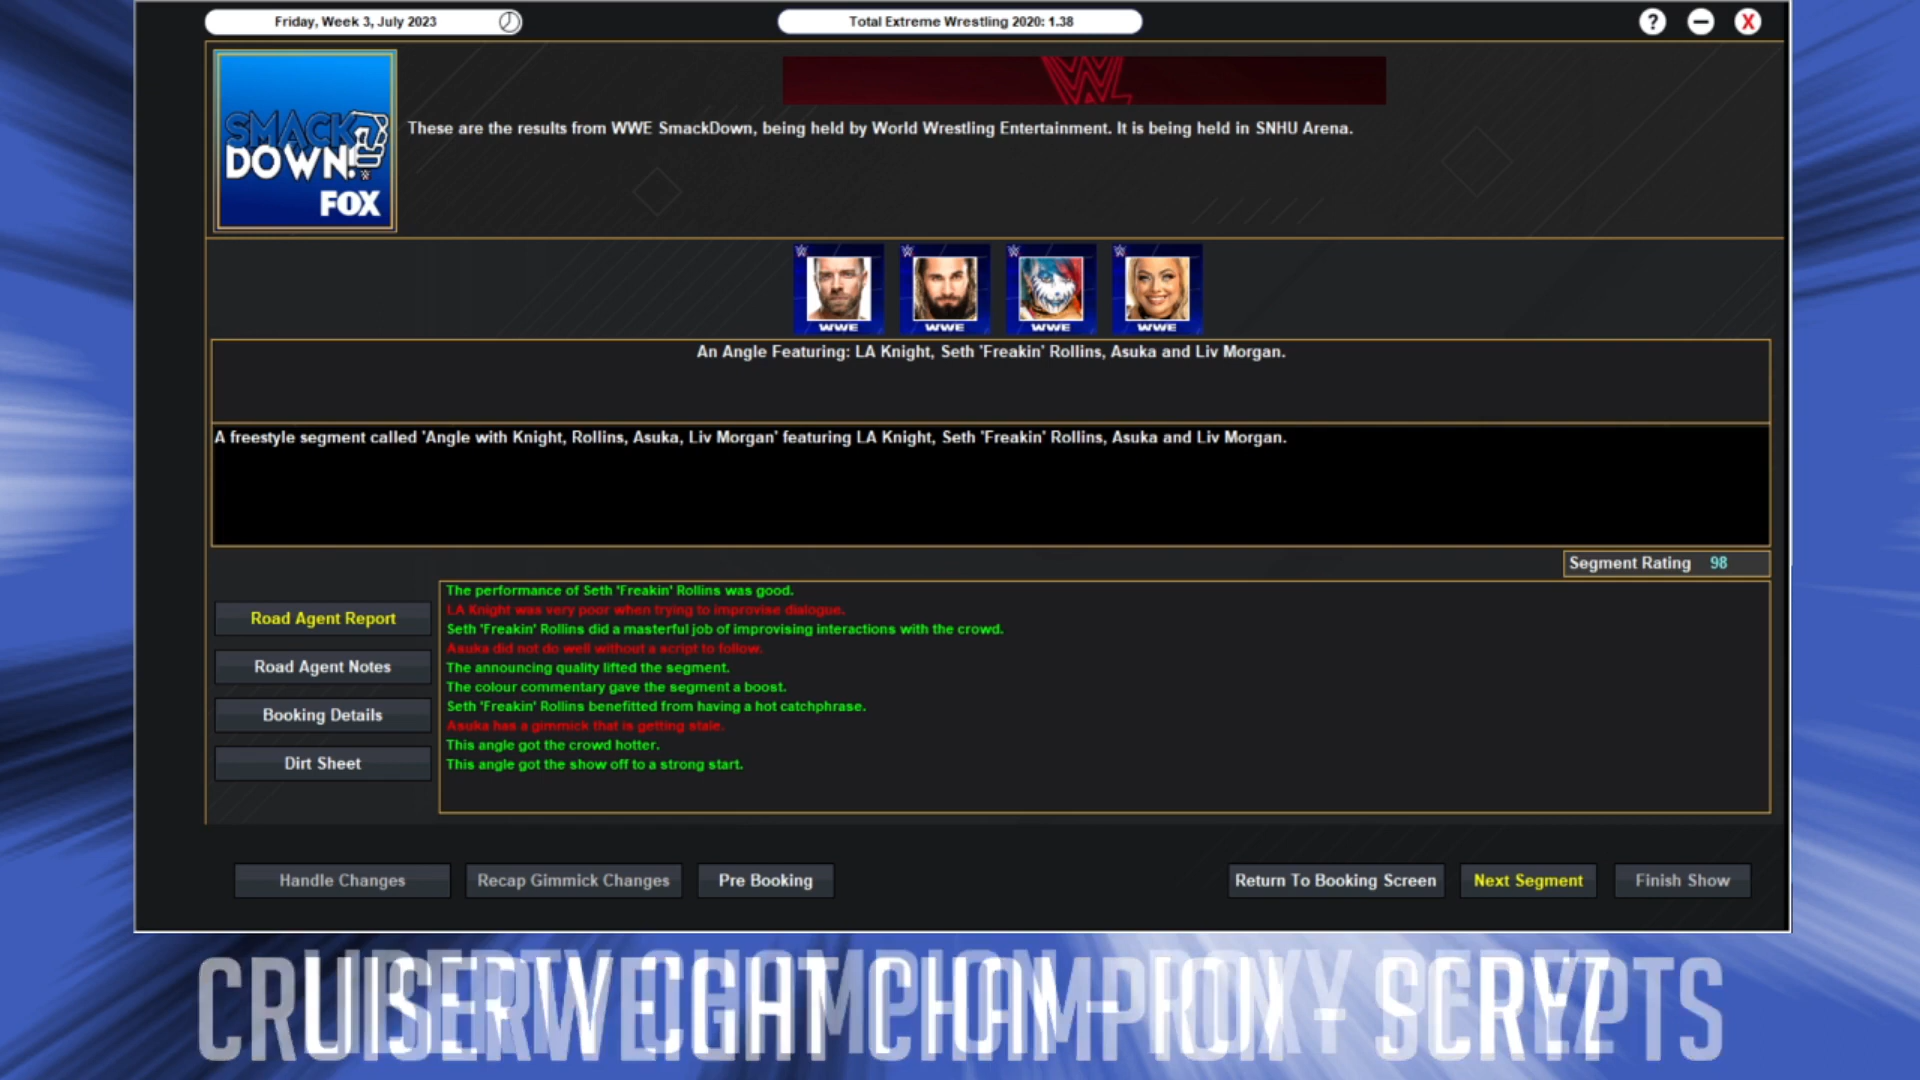 Friday, Week 3, July 2023
Total Extreme Wrestling 2020: 1.38
?
X
SMACK
DOWN!
FOX
These are the results from WWE SmackDown, being held by World Wrestling Entertainment. It is being held in SNHU Arena.
WWE WWE WWE WWE
An Angle Featuring: LA Knight, Seth 'Freakin' Rollins, Asuka and Liv Morgan.
A freestyle segment called 'Angle with Knight, Rollins, Asuka, Liv Morgan' featuring LA Knight, Seth 'Freakin' Rollins, Asuka and Liv Morgan.
Segment Rating 98
Road Agent Report
Road Agent Notes
Booking Details
Dirt Sheet
The performance of Seth 'Freakin' Rollins was good.
LA Knight was very poor when trying to improvise dialogue.
Seth 'Freakin' Rollins did a masterful job of improvising interactions with the crowd.
Asuka did not do well without a script to follow.
The announcing quality lifted the segment.
The colour commentary gave the segment a boost.
Seth 'Freakin' Rollins benefitted from having a hot catchphrase.
Asuka has a gimmick that is getting stale.
This angle got the crowd hotter.
This angle got the show off to a strong start.
Handle Changes
Recap Gimmick Changes
Pre Booking
Return To Booking Screen
Next Segment
Finish Show